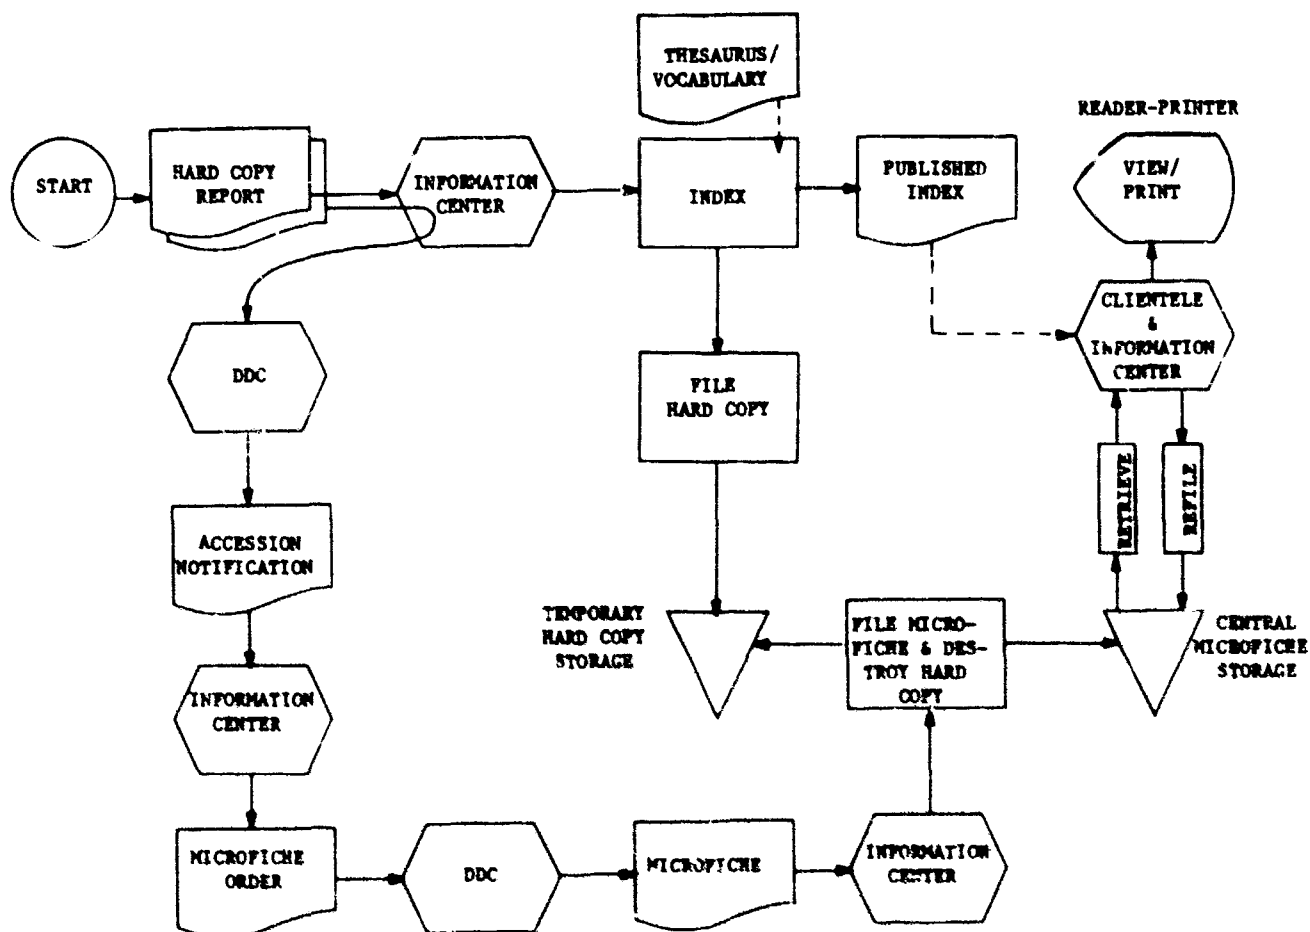 THESAURUS/
VOCABULARY
READER-PRINTER
START
HARD COPY
REPORT
INFORMATION
CENTER
INDEX
PUBLISHED
INDEX
VIEW/
PRINT
CLIENTELE
&
INFORMATION
CENTER
DDC
FILE
HARD COPY
RETRIEVE
REFILE
ACCESSION
NOTIFICATION
TEMPORARY
HARD COPY
STORAGE
FILE MICRO-
FICHE & DES-
TROY HARD
COPY
CENTRAL
MICROFICHE
STORAGE
INFORMATION
CENTER
MICROFICHE
ORDER
DDC
MICROFICHE
INFORMATION
CENTER